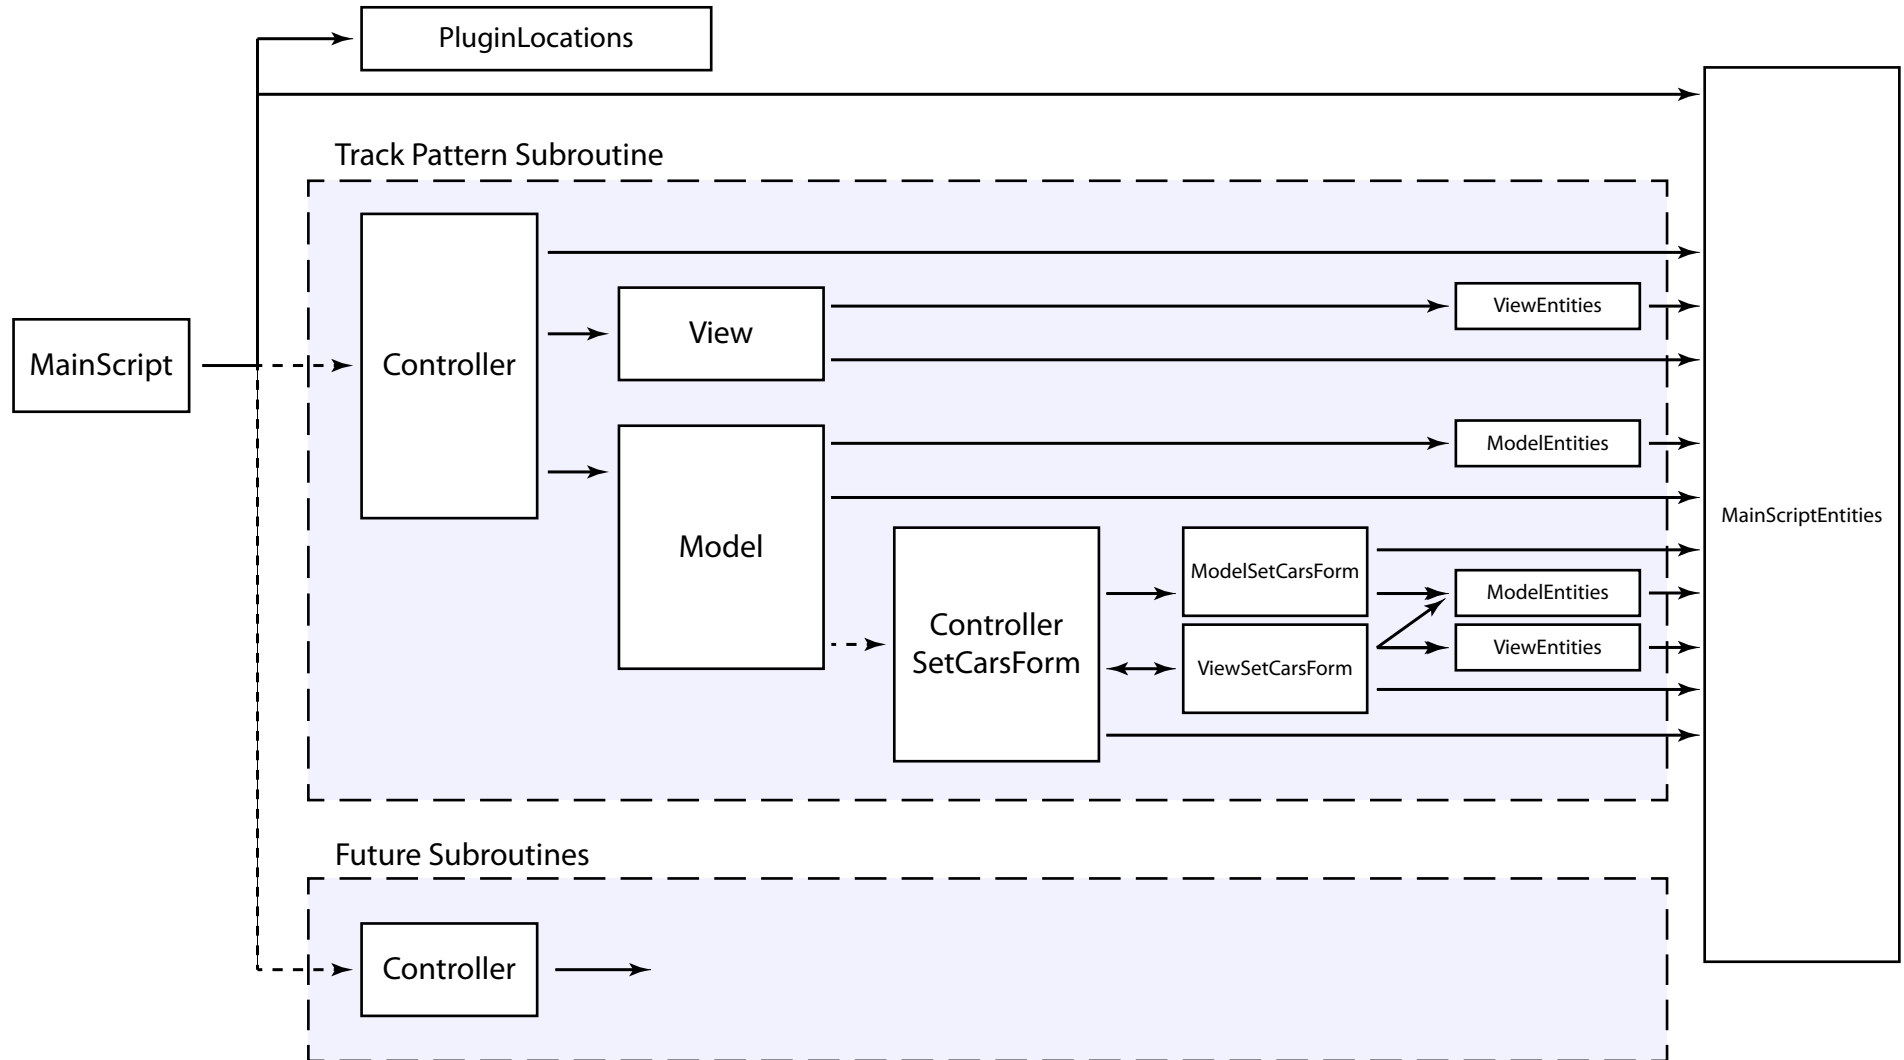 PluginLocations
Track Pattern Subroutine
ViewEntities
View
MainScript
Controller
ModelEntities
MainScriptEntities
Model
ModelSetCarsForm
ModelEntities
Controller
SetCarsForm
ViewEntities
ViewSetCarsForm
Future Subroutines
Controller